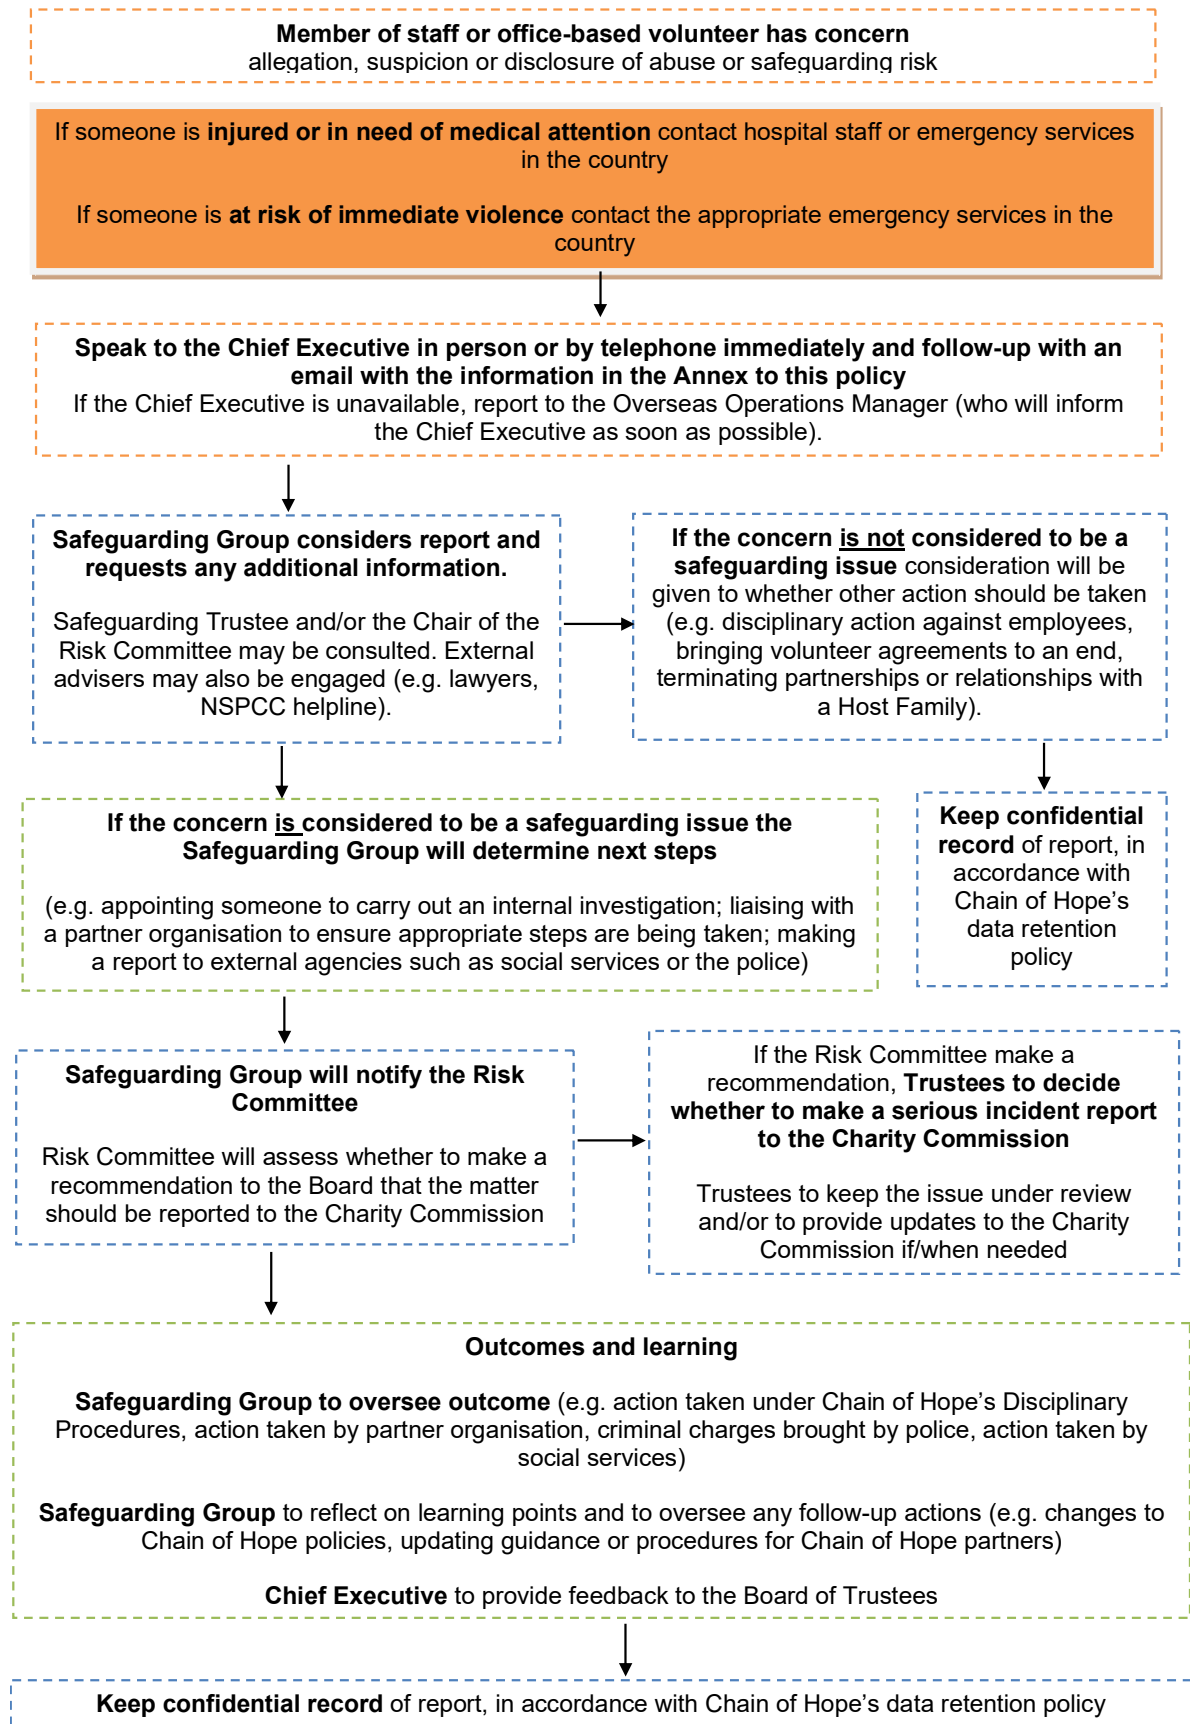 Member of staff or office-based volunteer has concern
allegation, suspicion or disclosure of abuse or safeguarding risk
If someone is injured or in need of medical attention contact hospital staff or emergency services
in the country
If someone is at risk of immediate violence contact the appropriate emergency services in the
country
Speak to the Chief Executive in person or by telephone immediately and follow-up with an
email with the information in the Annex to this policy
If the Chief Executive is unavailable, report to the Overseas Operations Manager (who will inform
the Chief Executive as soon as possible).
Safeguarding Group considers report and
requests any additional information.
Safeguarding Trustee and/or the Chair of the
Risk Committee may be consulted. External
advisers may also be engaged (e.g. lawyers,
NSPCC helpline).
If the concern is not considered to be a
safeguarding issue consideration will be
given to whether other action should be taken
(e.g. disciplinary action against employees,
bringing volunteer agreements to an end,
terminating partnerships or relationships with
a Host Family).
If the concern is considered to be a safeguarding issue the
Safeguarding Group will determine next steps
(e.g. appointing someone to carry out an internal investigation; liaising with
a partner organisation to ensure appropriate steps are being taken; making
a report to external agencies such as social services or the police)
Keep confidential
record of report, in
accordance with
Chain of Hope's
data retention
policy
Safeguarding Group will notify the Risk
Committee
Risk Committee will assess whether to make a
recommendation to the Board that the matter
should be reported to the Charity Commission
If the Risk Committee make a
recommendation, Trustees to decide
whether to make a serious incident report
to the Charity Commission
Trustees to keep the issue under review
and/or to provide updates to the Charity
Commission if/when needed
Outcomes and learning
Safeguarding Group to oversee outcome (e.g. action taken under Chain of Hope's Disciplinary
Procedures, action taken by partner organisation, criminal charges brought by police, action taken by
social services)
Safeguarding Group to reflect on learning points and to oversee any follow-up actions (e.g. changes to
Chain of Hope policies, updating guidance or procedures for Chain of Hope partners)
Chief Executive to provide feedback to the Board of Trustees
Keep confidential record of report, in accordance with Chain of Hope's data retention policy